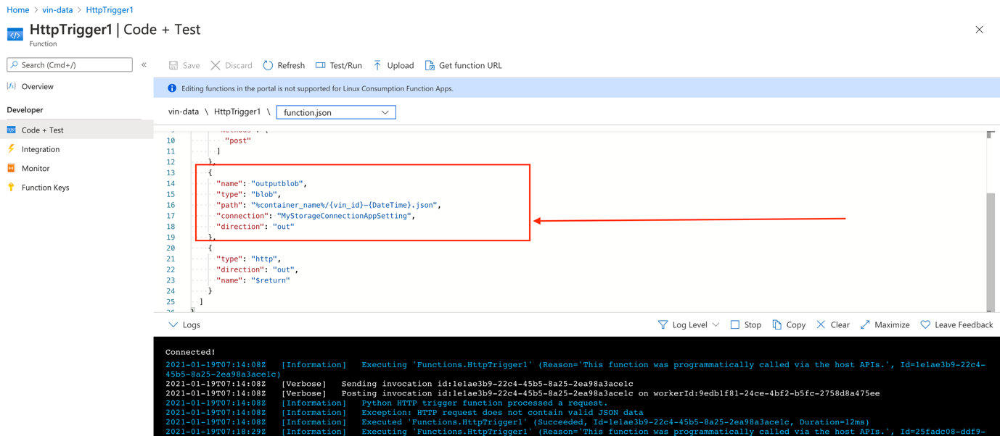 Home > vin-data > HttpTrigger1
HttpTrigger1 | Code + Test
Function
Search (Cmd+/)
«
Save
Discard
Refresh
Test/Run
Upload
Get function URL
Overview
Developer
Code + Test
Integration
Monitor
Function Keys
Editing functions in the portal is not supported for Linux Consumption Function Apps.
vin-data \ HttpTrigger1 \ function.json
10 "post"
11 ]
12 },
13 {
14 "name": "outputblob",
15 "type": "blob",
16 "path": "%container_name%/{vin_id}-{DateTime}.json",
17 "connection": "MyStorageConnectionAppSetting",
18 "direction": "out"
19 },
20 {
21 "type": "http",
22 "direction": "out",
23 "name": "$return"
24 }
25 ]
26 }
Logs
Log Level
Stop
Copy
Clear
Maximize
Leave Feedback
Connected!
2021-01-19T07:14:08Z [Information] Executing 'Functions.HttpTrigger1' (Reason='This function was programmatically called via the host APIs.', Id=1e1ae3b9-22c4-
45b5-8a25-2ea98a3ace1c)
2021-01-19T07:14:08Z [Verbose] Sending invocation id:1e1ae3b9-22c4-45b5-8a25-2ea98a3ace1c
2021-01-19T07:14:08Z [Verbose] Posting invocation id:1e1ae3b9-22c4-45b5-8a25-2ea98a3ace1c on workerId:9edb1f81-24ce-4bf2-b5fc-2758d8a475ee
2021-01-19T07:14:08Z [Information] Python HTTP trigger function processed a request.
2021-01-19T07:14:08Z [Information] Exception: HTTP request does not contain valid JSON data
2021-01-19T07:14:08Z [Information] Executed 'Functions.HttpTrigger1' (Succeeded, Id=1e1ae3b9-22c4-45b5-8a25-2ea98a3ace1c, Duration=12ms)
2021-01-19T07:18:29Z [Information] Executing 'Functions.HttpTrigger1' (Reason='This function was programmatically called via the host APIs.', Id=25fadc08-ddf9-